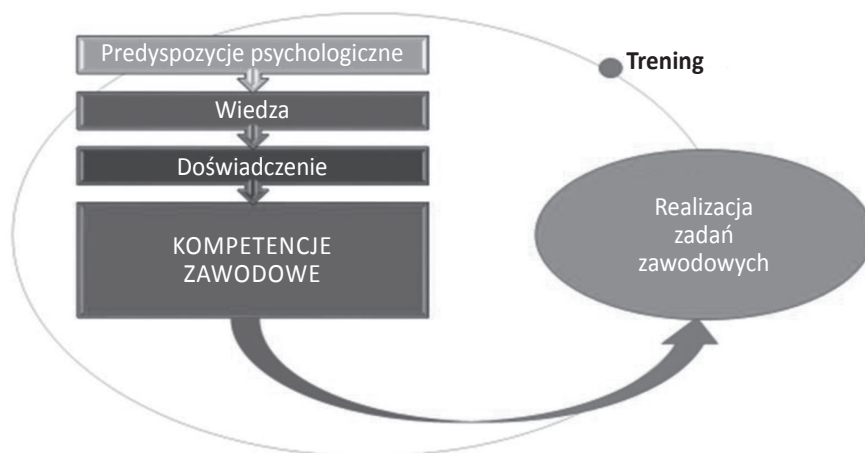 Predyspozycje psychologiczne
Wiedza
Doświadczenie
KOMPETENCJE
ZAWODOWE
Trening
Realizacja
zadań
zawodowych